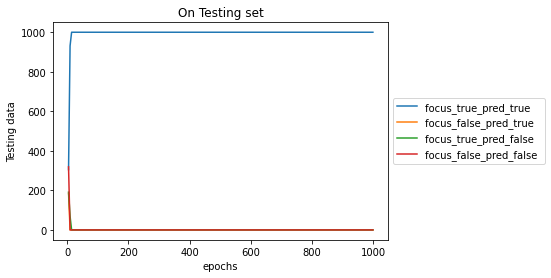 On Testing set
1000
800
600
400
200
0
Testing data
0 200 400 600 800 1000
epochs
focus_true_pred_true
focus_false_pred_true
focus_true_pred_false
focus_false_pred_false